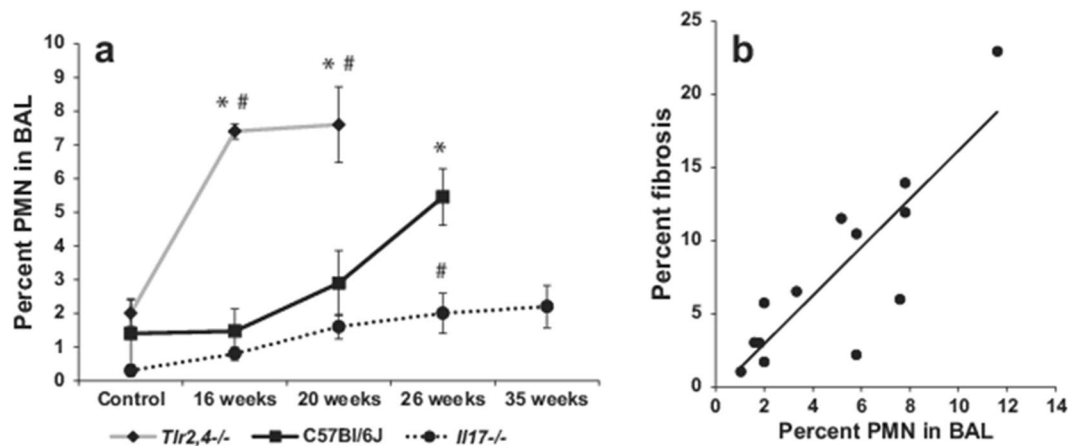 a
Percent PMN in BAL
10
9
8
7
6
5
4
3
2
1
0
* #
* #
*
#
Control
16 weeks
20 weeks
26 weeks
35 weeks
Tlr2,4-/-
C57Bl/6J
Il17-/-
b
Percent fibrosis
25
20
15
10
5
0
0
2
4
6
8
10
12
14
Percent PMN in BAL